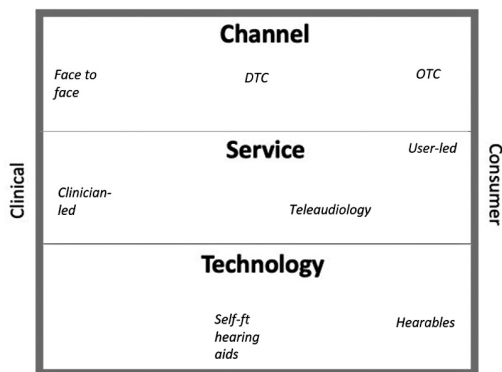 Channel
Face to
face
DTC
OTC
Clinical
Service
User-led
Clinician-
led
Teleaudiology
Consumer
Technology
Self-ft
hearing
aids
Hearables